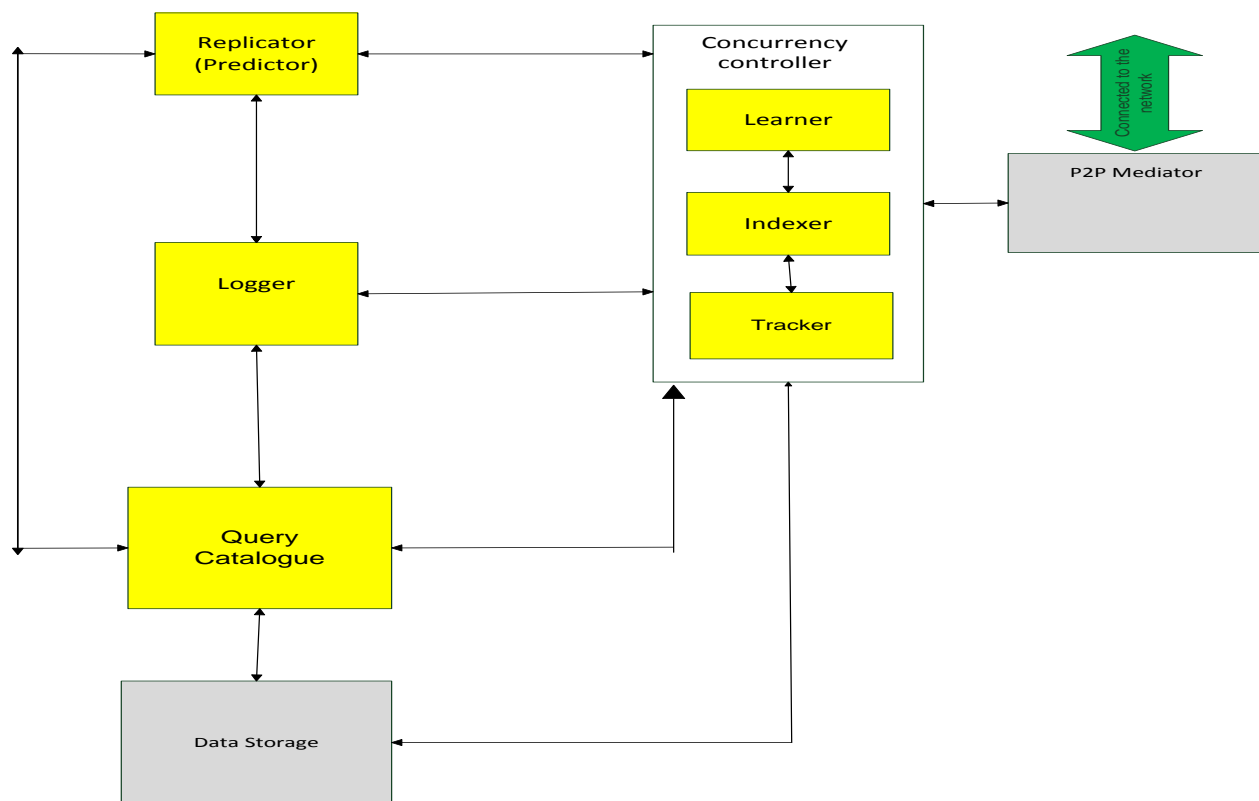 Replicator
(Predictor)
Concurrency
controller
Learner
Indexer
Tracker
Connected to the
network
P2P Mediator
Logger
Query
Catalogue
Data Storage